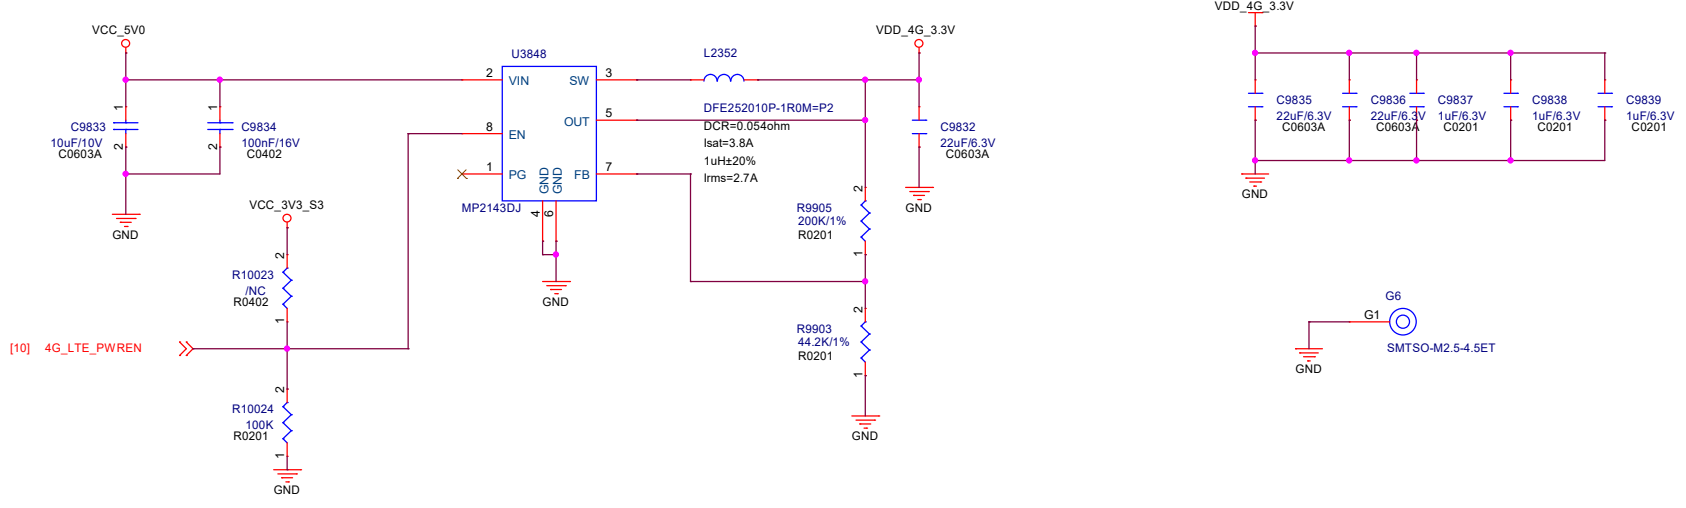 VCC_5V0
U3848
L2352
VDD_4G_3.3V
VDD_4G_3.3V
2
VIN
SW
3
1
C9833
10uF/10V
C0603A
2
1
C9834
100nF/16V
C0402
2
8
EN
OUT
5
DFE252010P-1R0M=P2
DCR=0.054ohm
Isat=3.8A
1uH±20%
Irms=2.7A
C9832
22uF/6.3V
C0603A
C9835
22uF/6.3V
C0603A
C9836
22uF/6.3V
C0603A
C9837
1uF/6.3V
C0201
C9838
1uF/6.3V
C0201
C9839
1uF/6.3V
C0201
1
PG
GND
GND
FB
7
MP2143DJ
4
6
GND
GND
GND
GND
VCC_3V3_S3
2
R10023
/NC
R0402
1
2
R9905
200K/1%
R0201
1
GND
2
R9903
44.2K/1%
R0201
1
G6
G1
SMTSO-M2.5-4.5ET
GND
[10] 4G_LTE_PWREN
2
R10024
100K
R0201
1
GND
GND